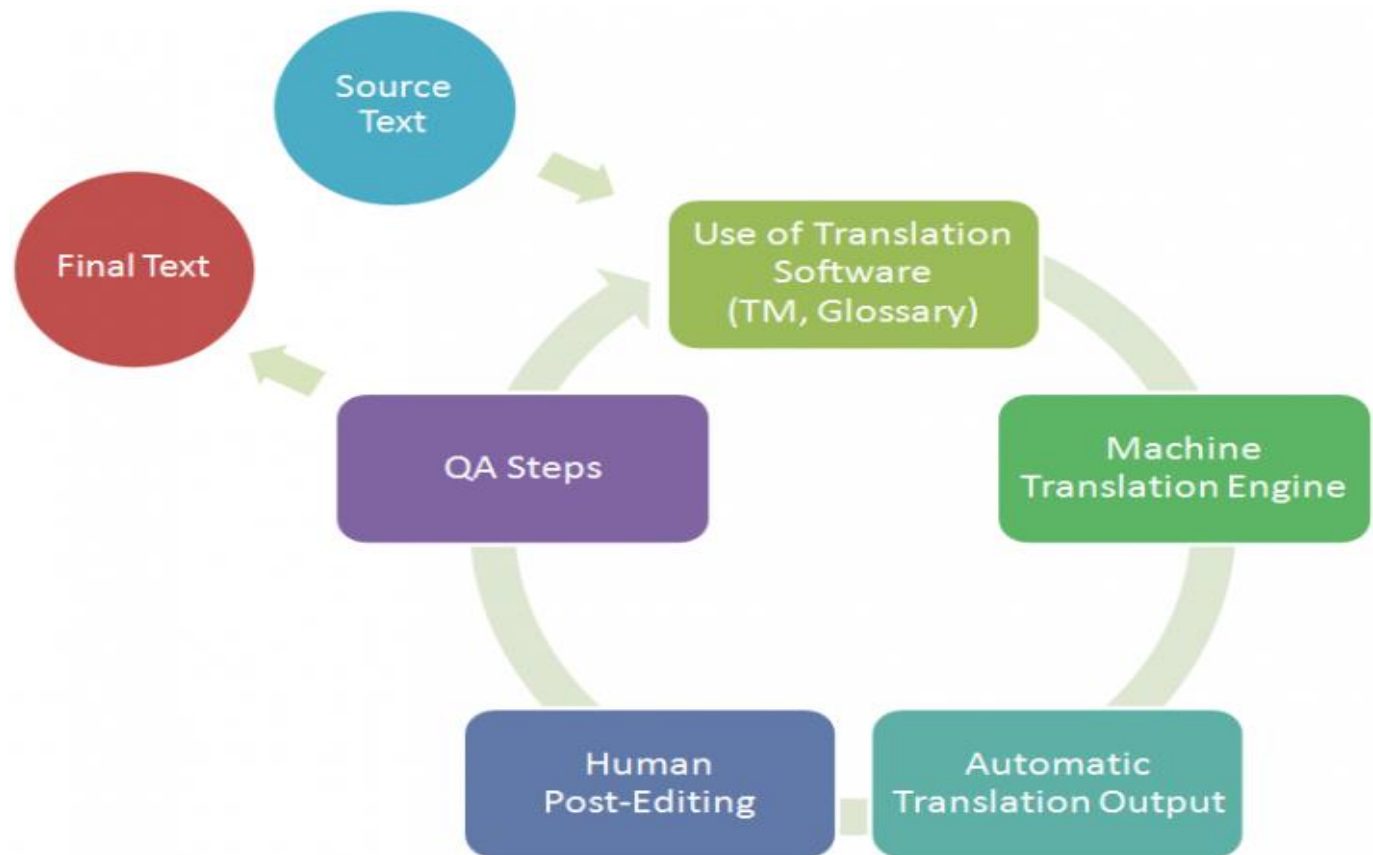 Source
Text
Final Text
Use of Translation
Software
(TM, Glossary)
Machine
Translation Engine
Automatic
Translation Output
Human
Post-Editing
QA Steps